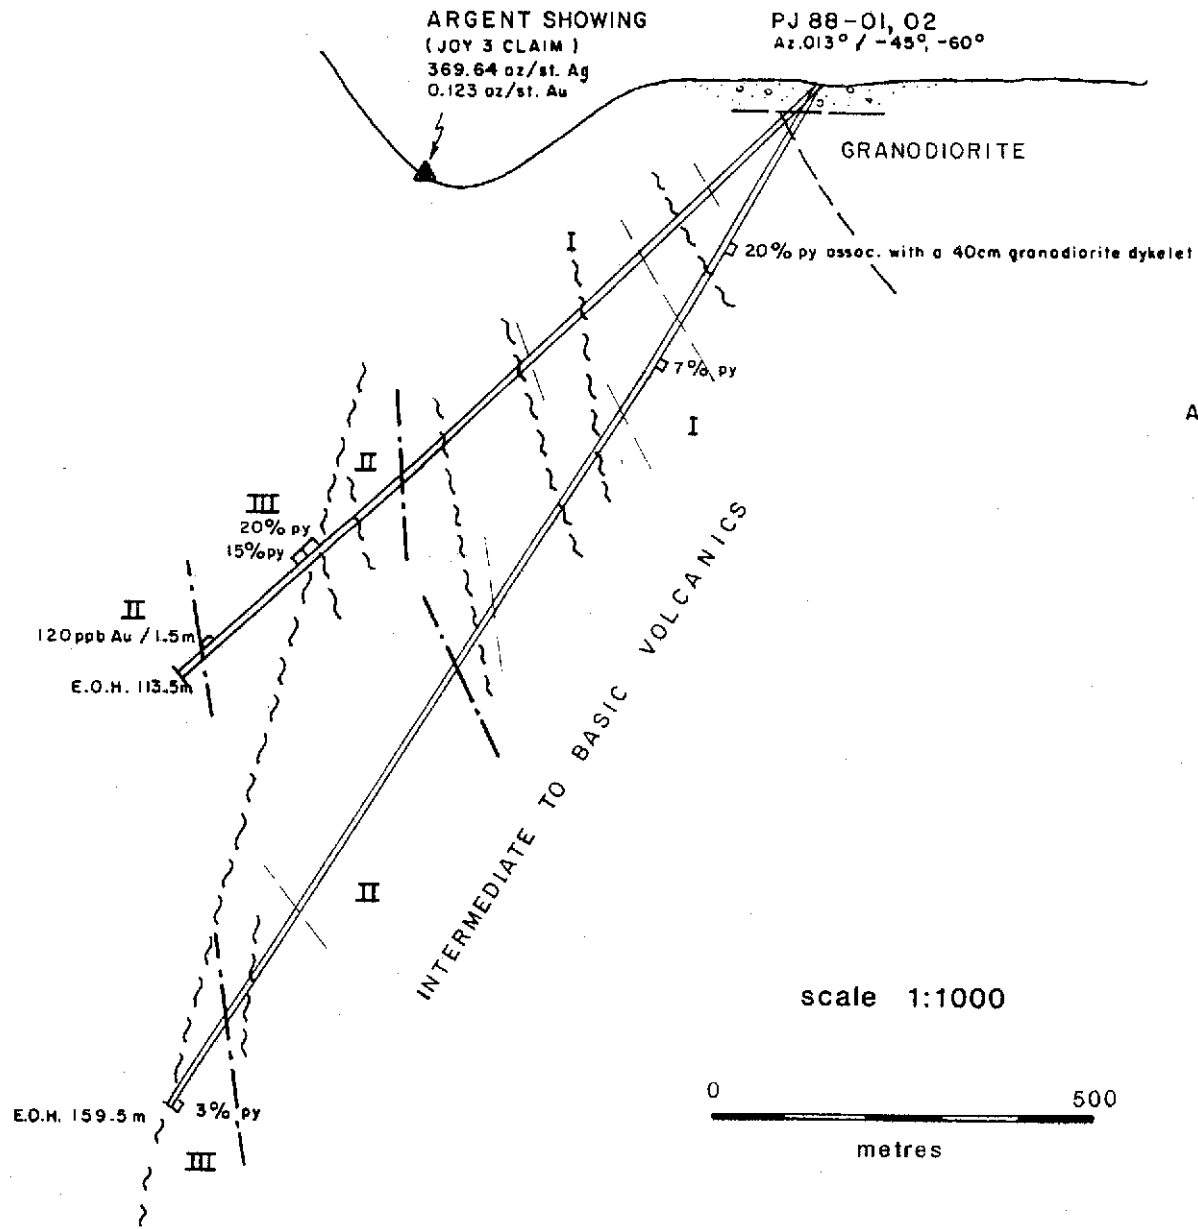 ARGENT SHOWING
(JOY 3 CLAIM)
369.64 oz/st. Ag
0.123 oz/st. Au
PJ 88-01, 02
Az.013° / -45°, -60°
GRANODIORITE
I
20% py assoc. with a 40cm granodiorite dykelet
7% py
I
A
II
III
20% py
15% py
II
120 ppb Au / 1.5m
E.O.H. 113.5m
INTERMEDIATE TO BASIC VOLCANICS
II
scale 1:1000
0 500
metres
E.O.H. 159.5m
3% py
III